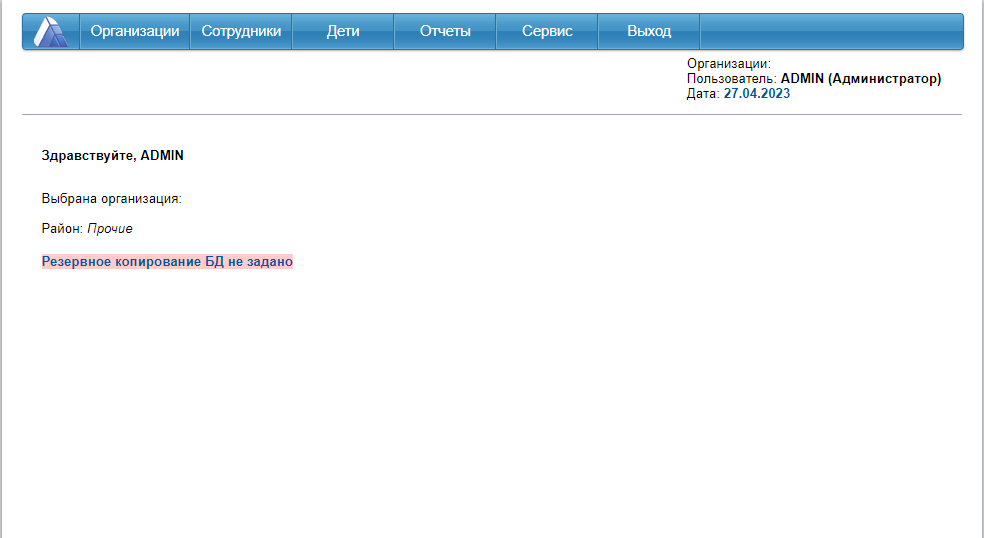 Организации Сотрудники Дети Отчеты Сервис Выход
Организации:
Пользователь: ADMIN (Администратор)
Дата: 27.04.2023
Здравствуйте, ADMIN
Выбрана организация:
Район: Прочие
Резервное копирование БД не задано